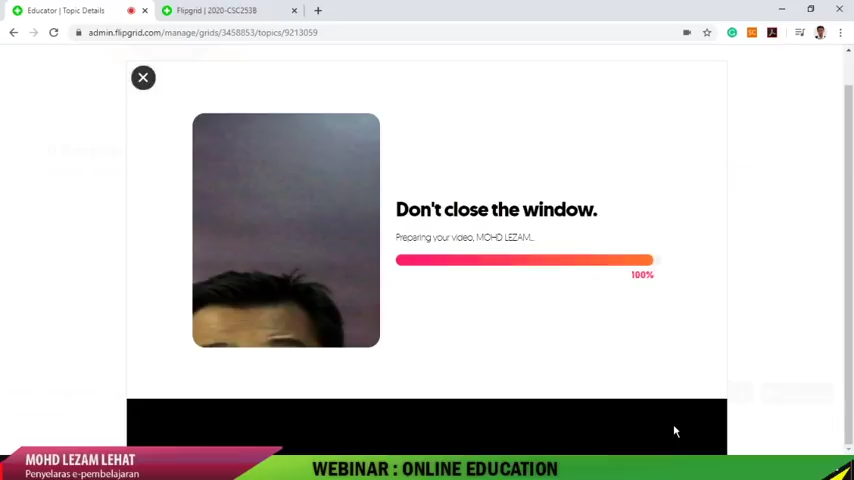 Educator | Topic Details
Flipgrid | 2020-CSC253B
admin.flipgrid.com/manage/grids/3458853/topics/9213059
Don't close the window.
Preparing your video, MOHD LEZAM...
100%
MOHD LEZAM LEHAT
Penyelaras e-pembelajaran
WEBINAR : ONLINE EDUCATION